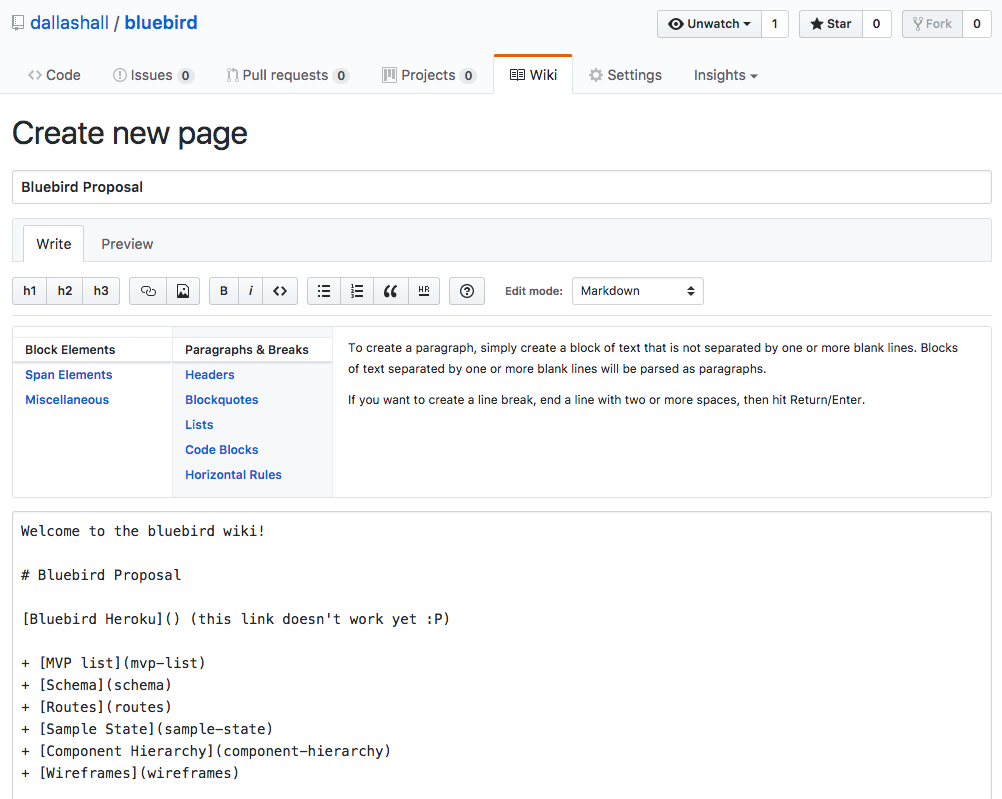 dallashall / bluebird
Unwatch 1 Star 0 Fork 0
Code Issues 0 Pull requests 0 Projects 0 Wiki Settings Insights
Create new page
Bluebird Proposal
Write Preview
h1 h2 h3 B i HR Edit mode: Markdown
Block Elements
Span Elements
Miscellaneous
Paragraphs & Breaks
Headers
Blockquotes
Lists
Code Blocks
Horizontal Rules
To create a paragraph, simply create a block of text that is not separated by one or more blank lines. Blocks
of text separated by one or more blank lines will be parsed as paragraphs.
If you want to create a line break, end a line with two or more spaces, then hit Return/Enter.
Welcome to the bluebird wiki!
# Bluebird Proposal
[Bluebird Heroku]() (this link doesn't work yet :P)
+ [MVP list](mvp-list)
+ [Schema](schema)
+ [Routes](routes)
+ [Sample State](sample-state)
+ [Component Hierarchy](component-hierarchy)
+ [Wireframes](wireframes)